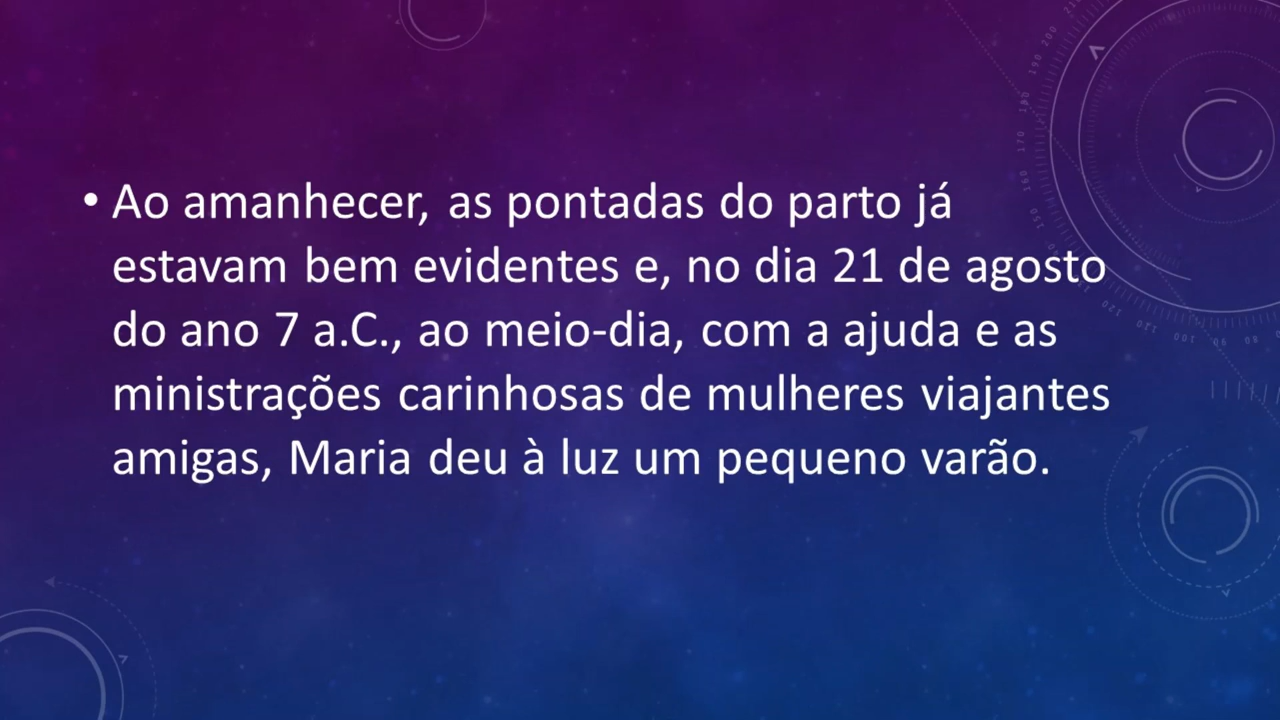 • Ao amanhecer, as pontadas do parto já
estavam bem evidentes e, no dia 21 de agosto
do ano 7 a.C., ao meio-dia, com a ajuda e as
ministrações carinhosas de mulheres viajantes
amigas, Maria deu à luz um pequeno varão.